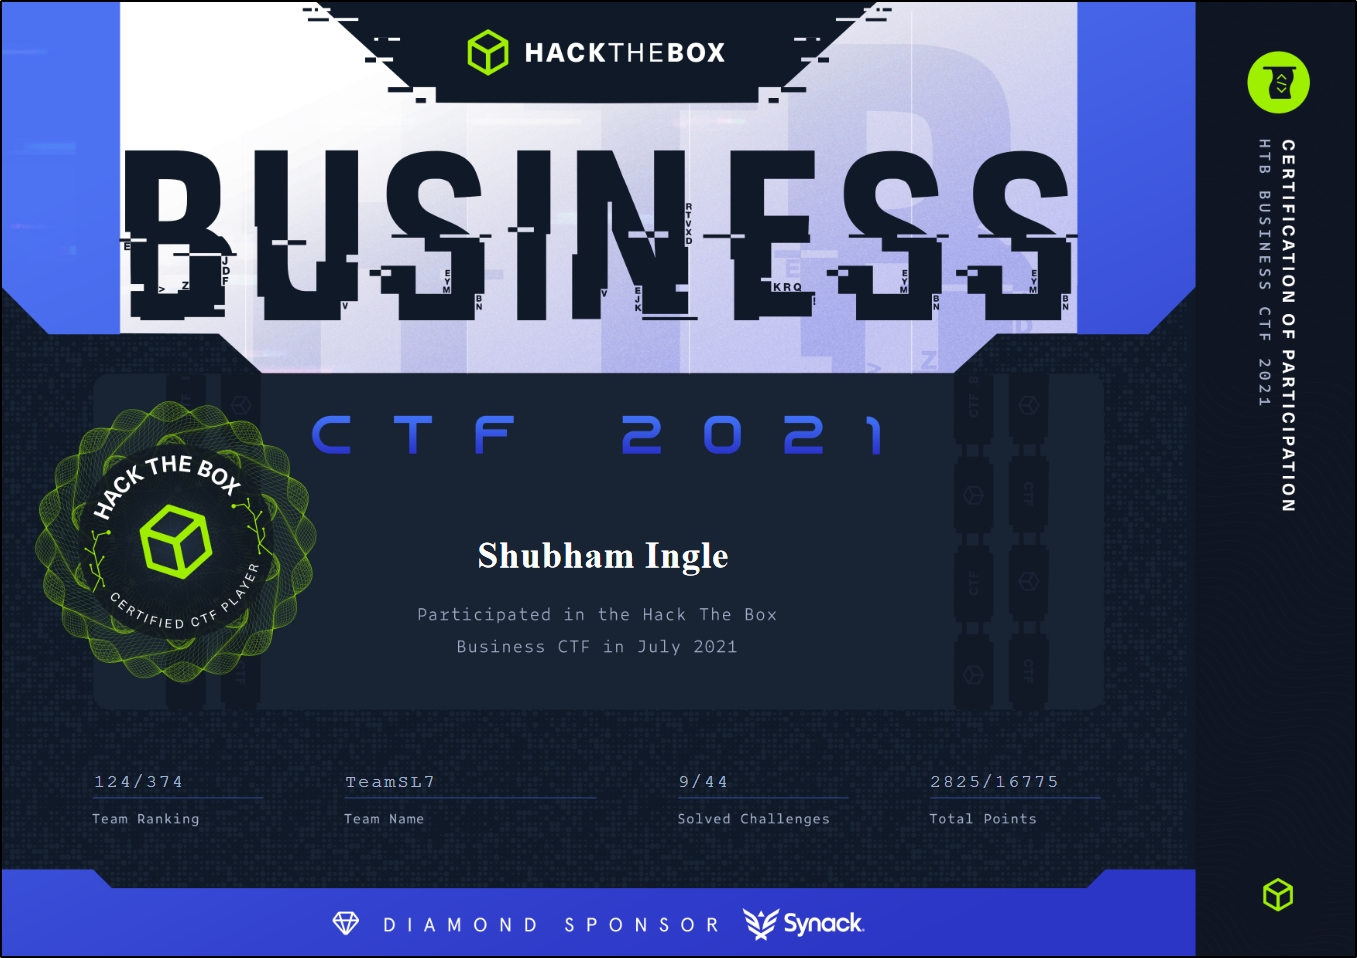 HACKTHEBOX
BUSINESS
CTF 2021
HACK THE BOX
CERTIFIED CTF PLAYER
Shubham Ingle
Participated in the Hack The Box
Business CTF in July 2021
124/374
Team Ranking
TeamSL7
Team Name
9/44
Solved Challenges
2825/16775
Total Points
DIAMOND SPONSOR Synack
CERTIFICATION OF PARTICIPATION
HTB BUSINESS CTF 2021